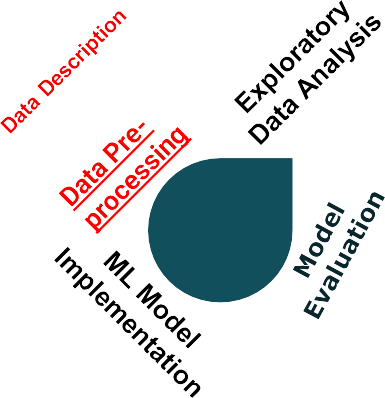 Data Description
Exploratory
Data Analysis
Data Pre-
processing
ML Model
Implementation
Model
Evaluation